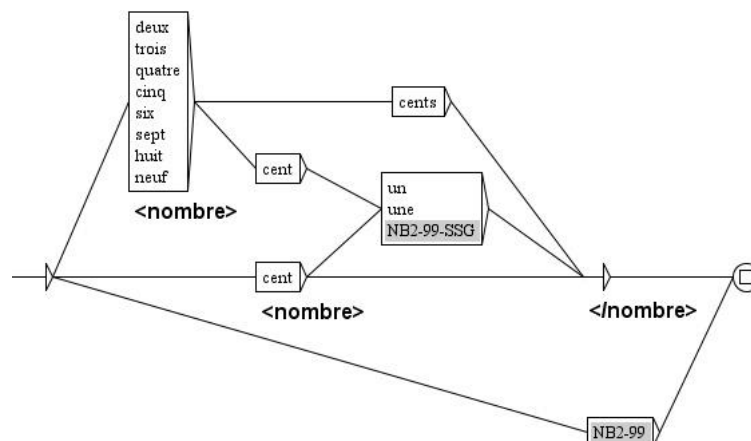 deux
trois
quatre
cinq
six
sept
huit
neuf
<nombre>
cents
cent
un
une
NB2-99-SSG
cent
<nombre>
</nombre>
NB2-99